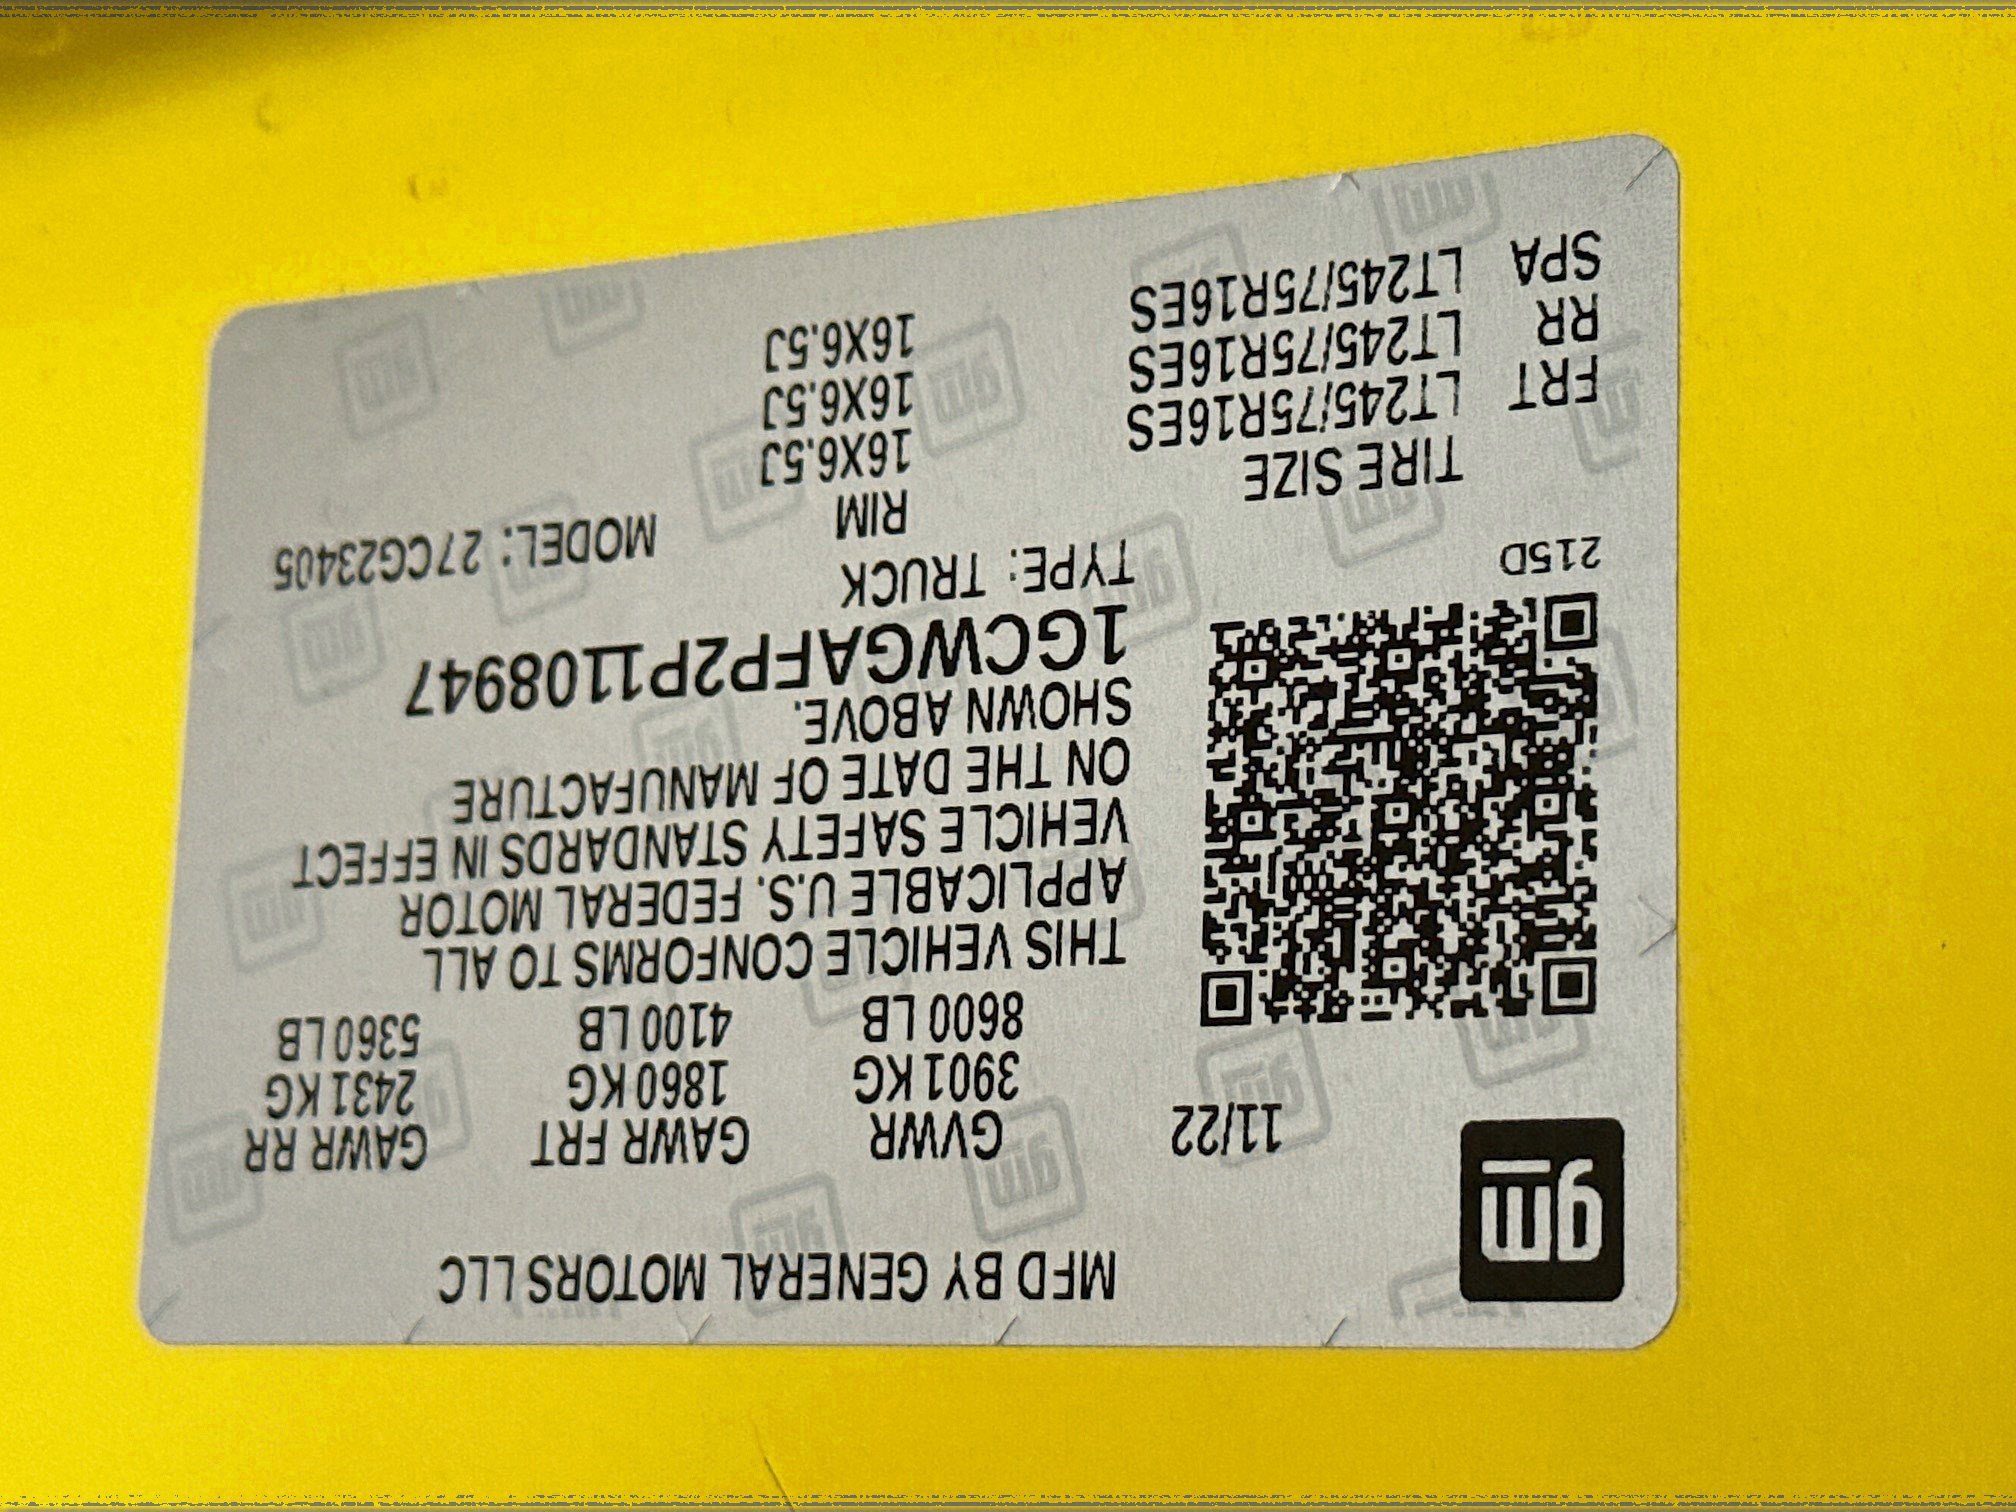 gm
MFD BY GENERAL MOTORS LLC
11/22
GVWR GAWR FRT GAWR RR
3901 KG 1860 KG 2431 KG
8600 LB 4100 LB 5360 LB
THIS VEHICLE CONFORMS TO ALL
APPLICABLE U.S. FEDERAL MOTOR
VEHICLE SAFETY STANDARDS IN EFFECT
ON THE DATE OF MANUFACTURE
SHOWN ABOVE.
1GCWGAFP2P1108947
215D
TYPE: TRUCK MODEL: 27CG23405
TIRE SIZE RIM
FRT LT245/75R16ES 16X6.5J
RR LT245/75R16ES 16X6.5J
SPA LT245/75R16ES 16X6.5J